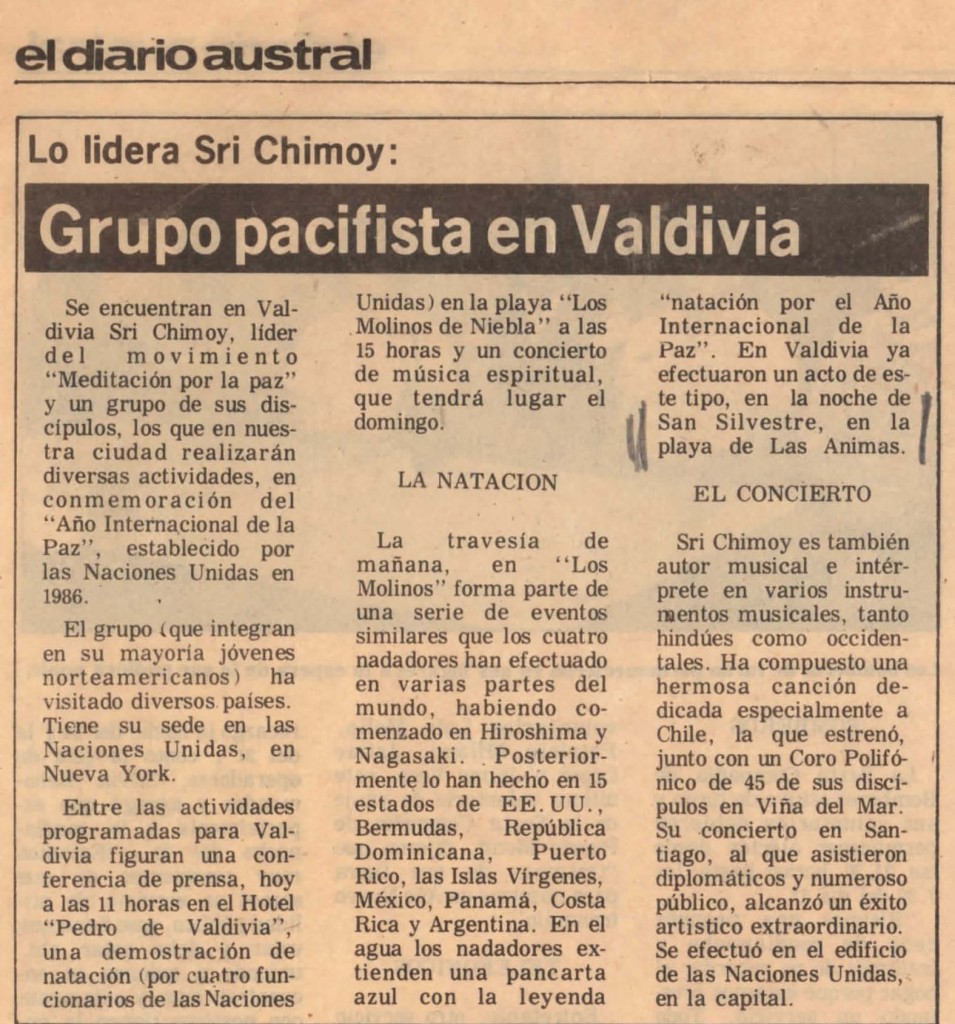 el diario austral
Lo lidera Sri Chimoy:
Grupo pacifista en Valdivia
Se encuentran en Val-
divia Sri Chimoy, líder
del movimiento
“Meditación por la paz”
y un grupo de sus dis-
cípulos, los que en nues-
tra ciudad realizarán
diversas actividades, en
conmemoración del
“Año Internacional de la
Paz”, establecido por
las Naciones Unidas en
1986.
El grupo (que integran
en su mayoría jóvenes
norteamericanos) ha
visitado diversos países.
Tiene su sede en las
Naciones Unidas, en
Nueva York.
Entre las actividades
programadas para Val-
divia figuran una con-
ferencia de prensa, hoy
a las 11 horas en el Hotel
“Pedro de Valdivia”,
una demostración de
natación (por cuatro fun-
cionarios de las Naciones
Unidas) en la playa “Los
Molinos de Niebla” a las
15 horas y un concierto
de música espiritual,
que tendrá lugar el
domingo.
LA NATACION
La travesía de
mañana, en “Los
Molinos” forma parte de
una serie de eventos
similares que los cuatro
nadadores han efectuado
en varias partes del
mundo, habiendo co-
menzado en Hiroshima y
Nagasaki. Posterior-
mente lo han hecho en 15
estados de EE.UU.,
Bermudas, República
Dominicana, Puerto
Rico, las Islas Vírgenes,
México, Panamá, Costa
Rica y Argentina. En el
agua los nadadores ex-
tienden una pancarta
azul con la leyenda
“natación por el Año
Internacional de la
Paz”. En Valdivia ya
efectuaron un acto de es-
te tipo, en la noche de
San Silvestre, en la
playa de Las Animas.
EL CONCIERTO
Sri Chimoy es también
autor musical e intér-
prete en varios instru-
mentos musicales, tanto
hindúes como occiden-
tales. Ha compuesto una
hermosa canción de-
dicada especialmente a
Chile, la que estrenó,
junto con un Coro Polifó-
nico de 45 de sus discí-
pulos en Viña del Mar.
Su concierto en San-
tiago, al que asistieron
diplomáticos y numeroso
público, alcanzó un éxito
artistico extraordinario.
Se efectuó en el edificio
de las Naciones Unidas,
en la capital.